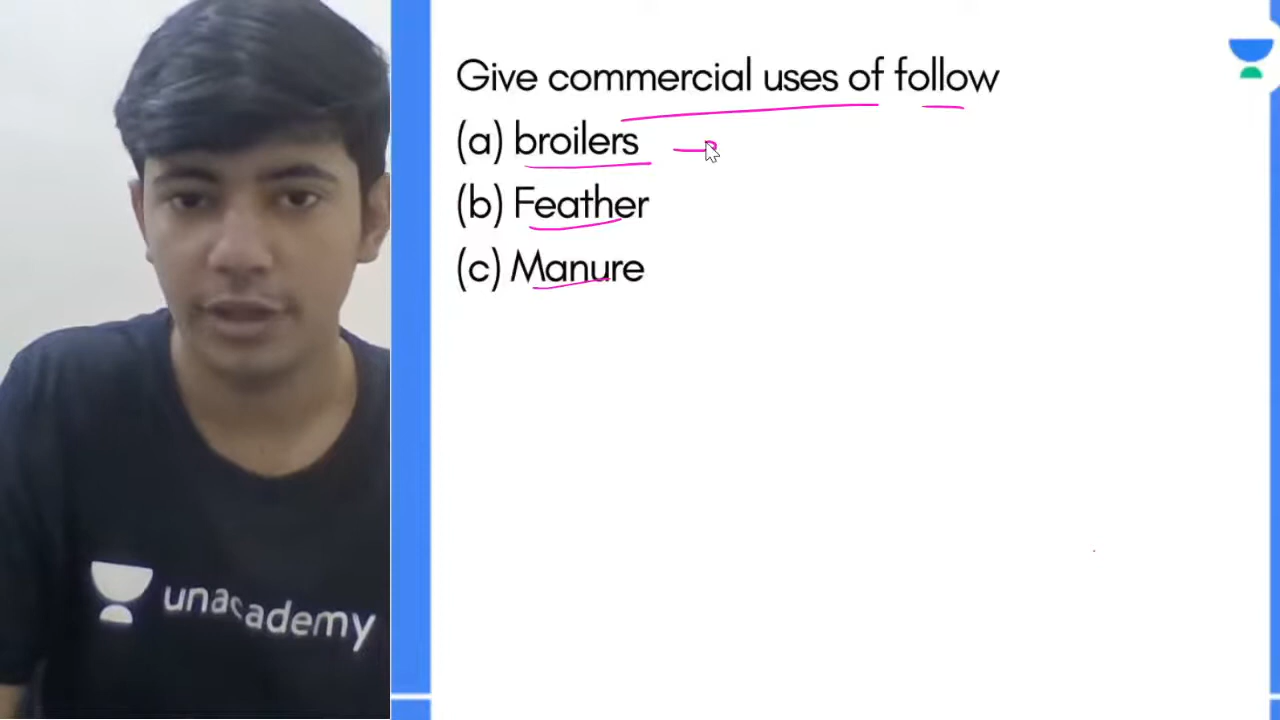 Give commercial uses of follow
(a) broilers
(b) Feather
(c) Manure
unacademy